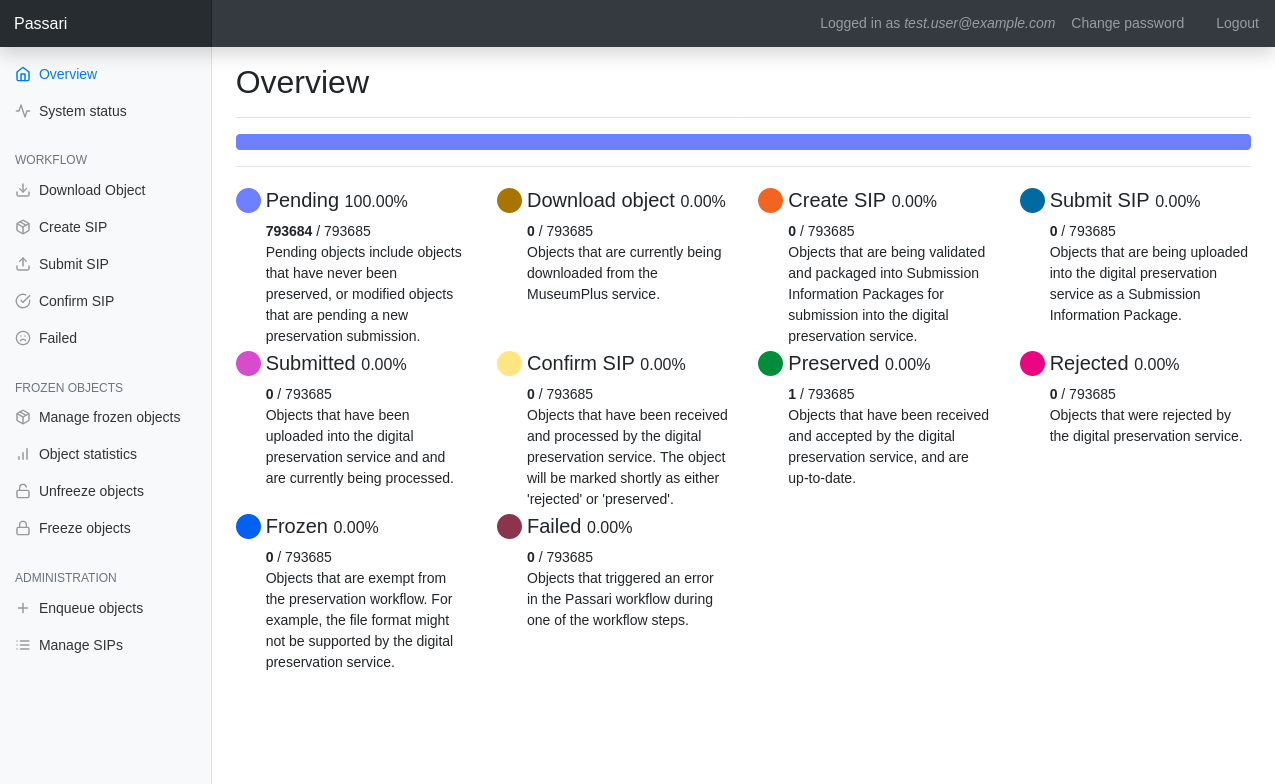 Passari
Logged in as test.user@example.com
Change password
Logout
Overview
System status
WORKFLOW
Download Object
Create SIP
Submit SIP
Confirm SIP
Failed
FROZEN OBJECTS
Manage frozen objects
Object statistics
Unfreeze objects
Freeze objects
ADMINISTRATION
Enqueue objects
Manage SIPs
Overview
Pending 100.00%
793684 / 793685
Pending objects include objects
that have never been
preserved, or modified objects
that are pending a new
preservation submission.
Download object 0.00%
0 / 793685
Objects that are currently being
downloaded from the
MuseumPlus service.
Create SIP 0.00%
0 / 793685
Objects that are being validated
and packaged into Submission
Information Packages for
submission into the digital
preservation service.
Submit SIP 0.00%
0 / 793685
Objects that are being uploaded
into the digital preservation
service as a Submission
Information Package.
Submitted 0.00%
0 / 793685
Objects that have been
uploaded into the digital
preservation service and and
are currently being processed.
Confirm SIP 0.00%
0 / 793685
Objects that have been received
and processed by the digital
preservation service. The object
will be marked shortly as either
'rejected' or 'preserved'.
Preserved 0.00%
1 / 793685
Objects that have been received
and accepted by the digital
preservation service, and are
up-to-date.
Rejected 0.00%
0 / 793685
Objects that were rejected by
the digital preservation service.
Frozen 0.00%
0 / 793685
Objects that are exempt from
the preservation workflow. For
example, the file format might
not be supported by the digital
preservation service.
Failed 0.00%
0 / 793685
Objects that triggered an error
in the Passari workflow during
one of the workflow steps.